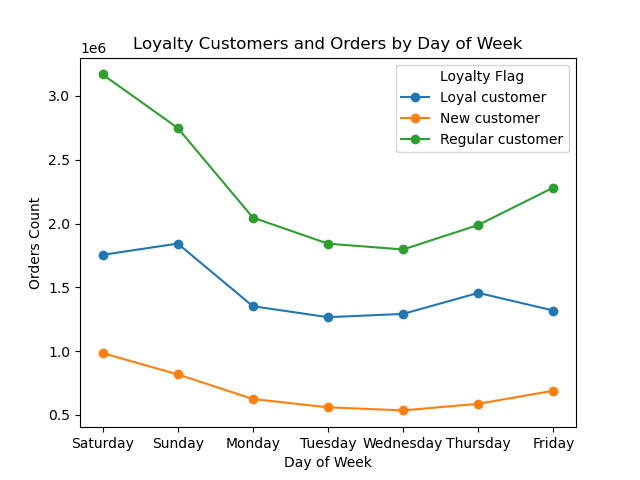 Loyalty Customers and Orders by Day of Week
1e6
3.0
2.5
2.0
1.5
1.0
0.5
Orders Count
Loyalty Flag
Loyal customer
New customer
Regular customer
Saturday Sunday Monday Tuesday Wednesday Thursday Friday
Day of Week